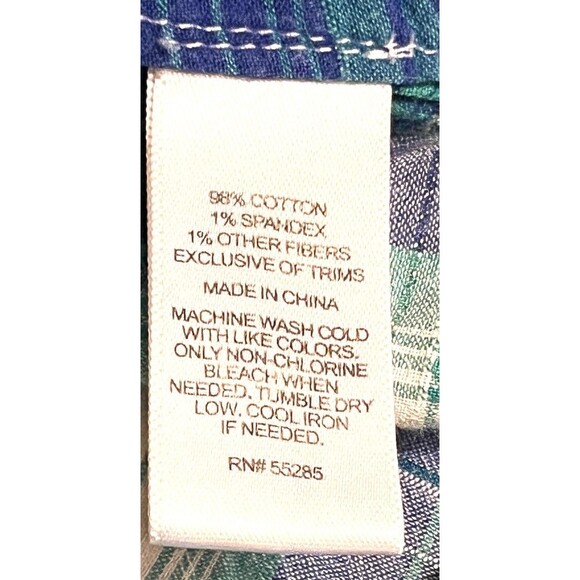 98% COTTON
1% SPANDEX
1% OTHER FIBERS
EXCLUSIVE OF TRIMS
MADE IN CHINA
MACHINE WASH COLD
WITH LIKE COLORS.
ONLY NON-CHLORINE
BLEACH WHEN
NEEDED. TUMBLE DRY
LOW. COOL IRON
IF NEEDED.
RN# 55285